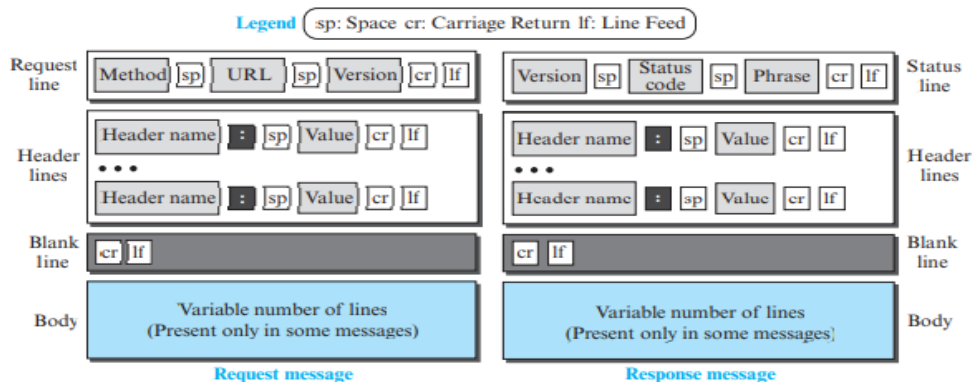 Legend sp: Space cr: Carriage Return lf: Line Feed
Request line
Method sp URL sp Version cr lf
Header lines
Header name : sp Value cr lf
• • •
Header name : sp Value cr lf
Blank line
cr lf
Body
Variable number of lines
(Present only in some messages)
Request message
Version sp Status code sp Phrase cr lf
Status line
Header name : sp Value cr lf
• • •
Header name : sp Value cr lf
Header lines
cr lf
Blank line
Variable number of lines
(Present only in some messages)
Body
Response message